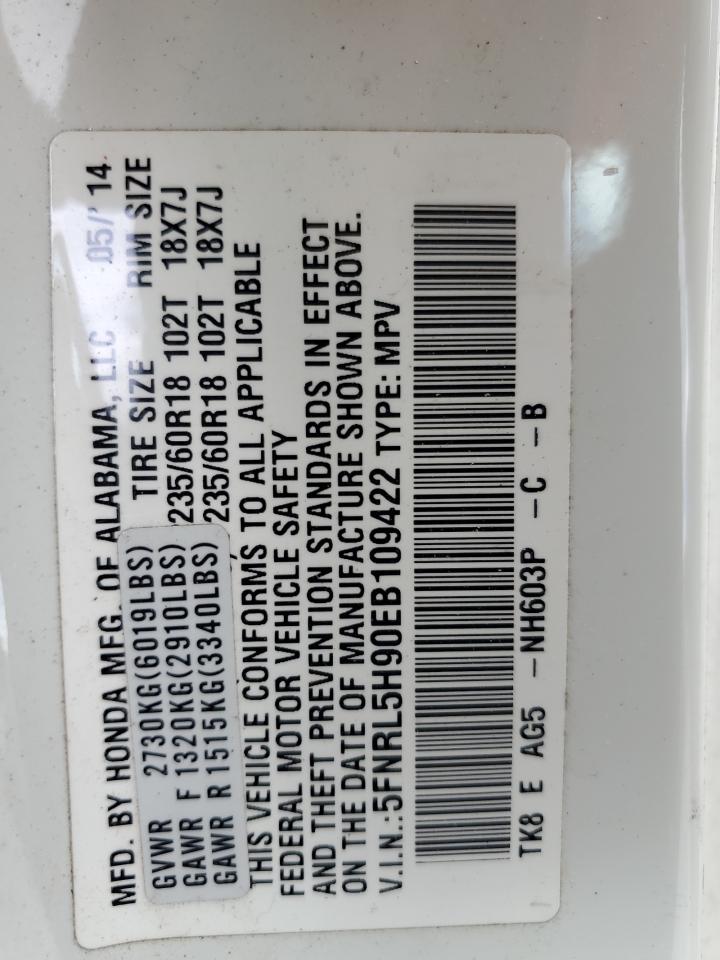 MFD. BY HONDA MFG. OF ALABAMA, LLC 05/'14
TIRE SIZE RIM SIZE
GVWR 2730KG(6019LBS)
GAWR F 1320KG(2910LBS) 235/60R18 102T 18X7J
GAWR R 1515KG(3340LBS) 235/60R18 102T 18X7J
THIS VEHICLE CONFORMS TO ALL APPLICABLE
FEDERAL MOTOR VEHICLE SAFETY
AND THEFT PREVENTION STANDARDS IN EFFECT
ON THE DATE OF MANUFACTURE SHOWN ABOVE.
V.I.N.:5FNRL5H90EB109422 TYPE: MPV
TK8 E AG5 -NH603P -C -B